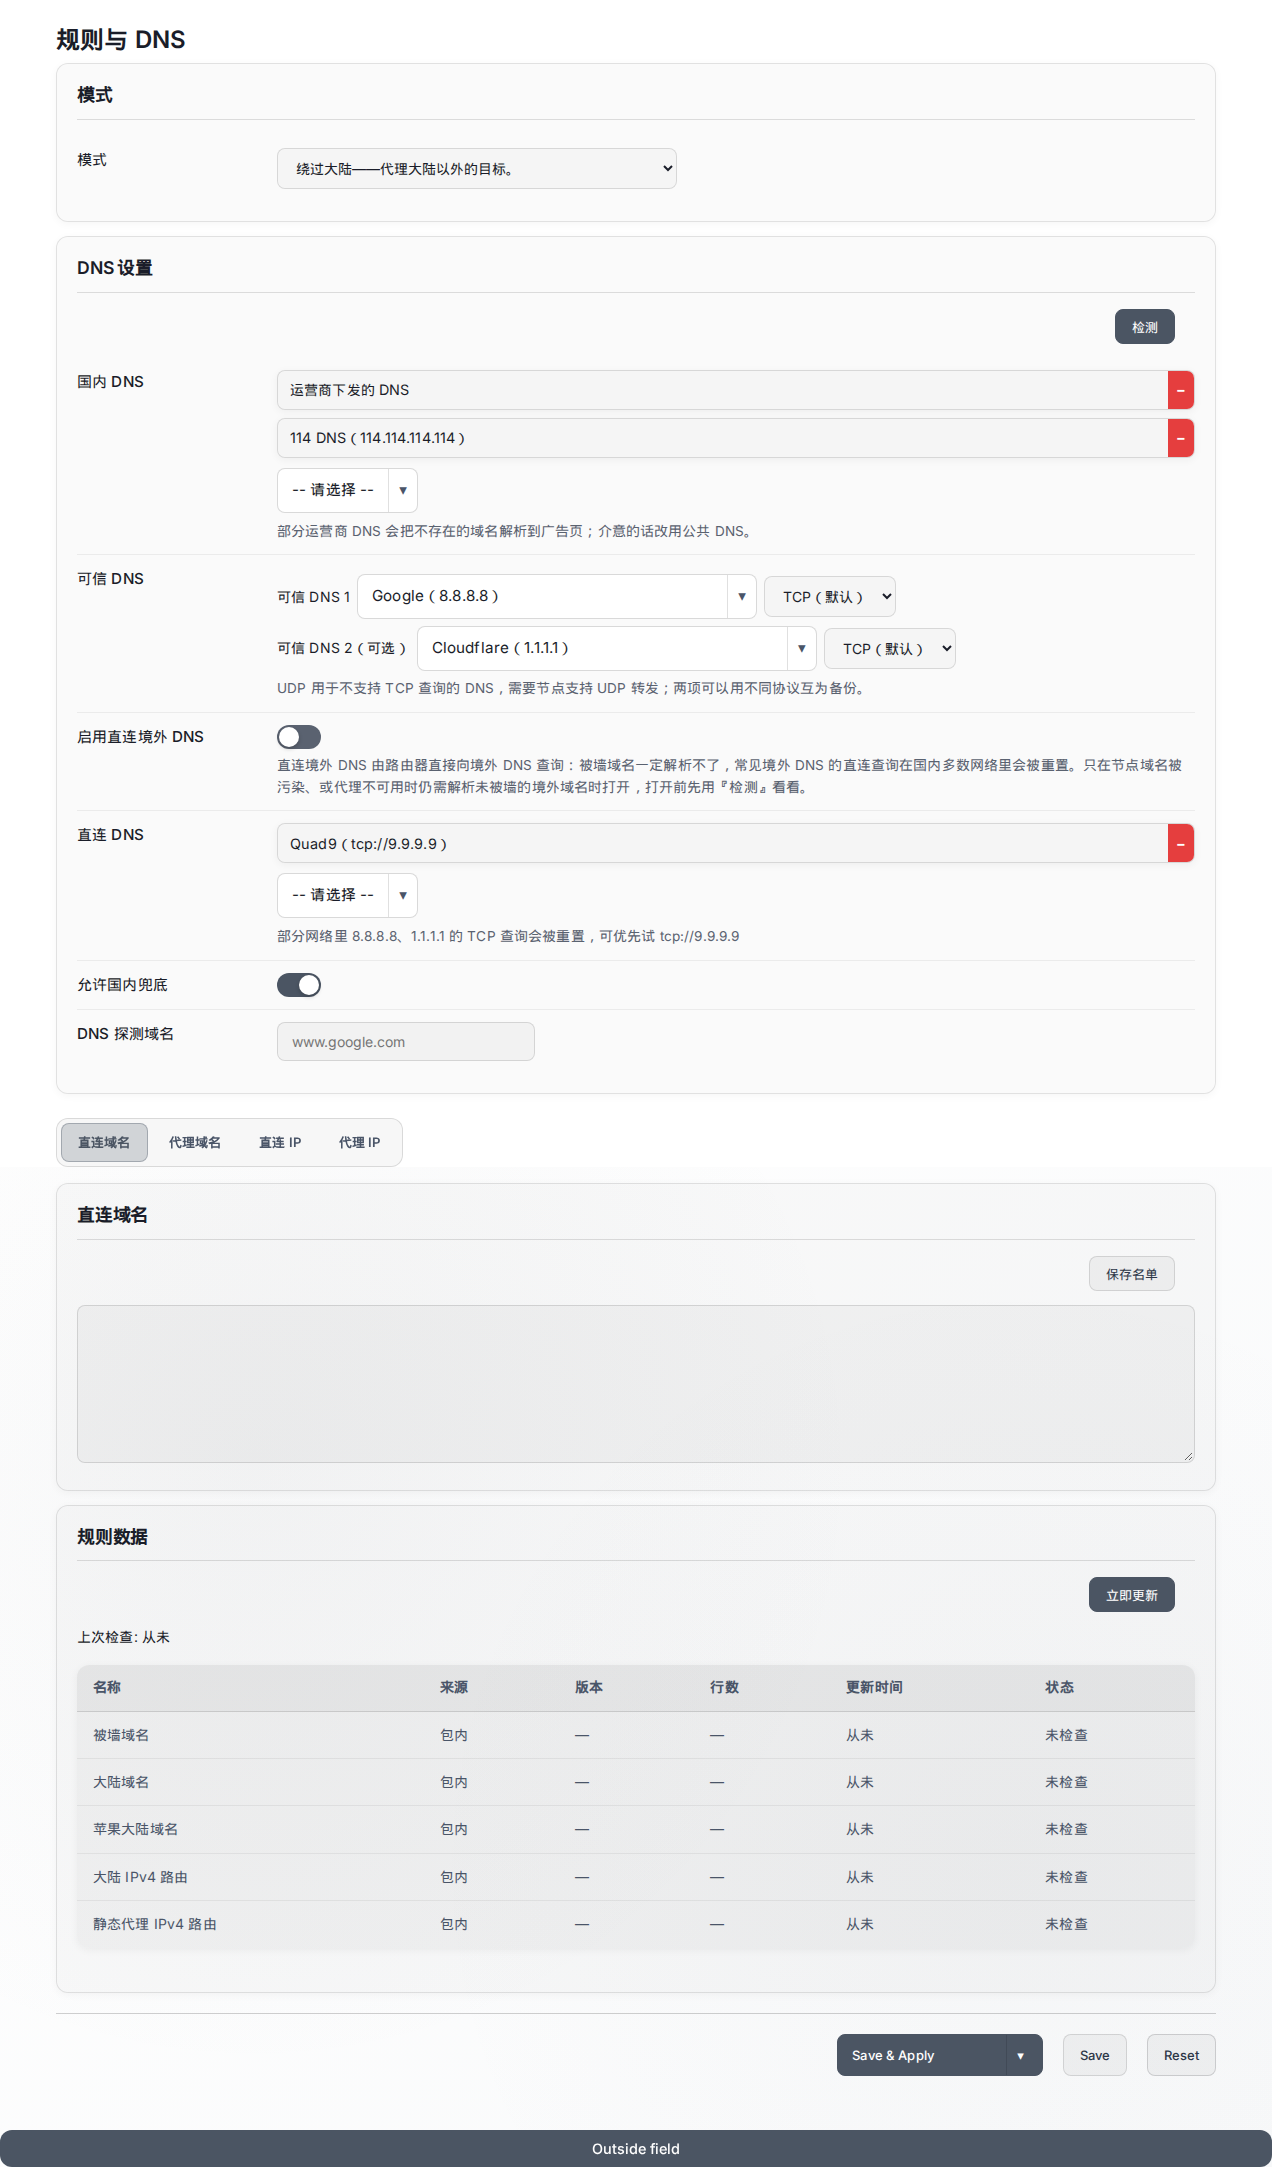 规则与 DNS
模式
模式
绕过大陆——代理大陆以外的目标。
DNS 设置
检测
国内 DNS
运营商下发的 DNS
−
114 DNS（114.114.114.114）
−
-- 请选择 --
▾
部分运营商 DNS 会把不存在的域名解析到广告页；介意的话改用公共 DNS。
可信 DNS
可信 DNS 1
Google（8.8.8.8）
▾
TCP（默认）
可信 DNS 2（可选）
Cloudflare（1.1.1.1）
▾
TCP（默认）
UDP 用于不支持 TCP 查询的 DNS，需要节点支持 UDP 转发；两项可以用不同协议互为备份。
启用直连境外 DNS
直连境外 DNS 由路由器直接向境外 DNS 查询：被墙域名一定解析不了，常见境外 DNS 的直连查询在国内多数网络里会被重置。只在节点域名被
污染、或代理不可用时仍需解析未被墙的境外域名时打开，打开前先用『检测』看看。
直连 DNS
Quad9（tcp://9.9.9.9）
−
-- 请选择 --
▾
部分网络里 8.8.8.8、1.1.1.1 的 TCP 查询会被重置，可优先试 tcp://9.9.9.9
允许国内兜底
DNS 探测域名
www.google.com
直连域名 代理域名 直连 IP 代理 IP
直连域名
保存名单
规则数据
立即更新
上次检查: 从未
名称 来源 版本 行数 更新时间 状态
被墙域名 包内 — — 从未 未检查
大陆域名 包内 — — 从未 未检查
苹果大陆域名 包内 — — 从未 未检查
大陆 IPv4 路由 包内 — — 从未 未检查
静态代理 IPv4 路由 包内 — — 从未 未检查
Save & Apply ▾ Save Reset
Outside field